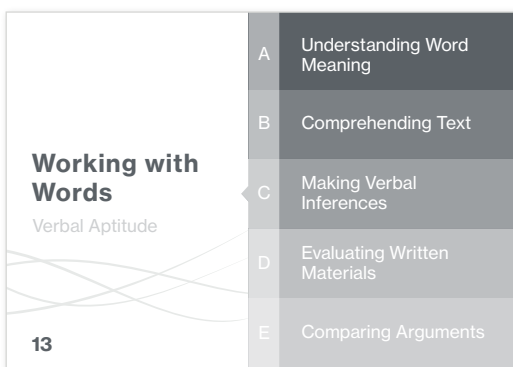 Working with
Words
Verbal Aptitude
13
A
Understanding Word
Meaning
B
Comprehending Text
C
Making Verbal
Inferences
D
Evaluating Written
Materials
E
Comparing Arguments